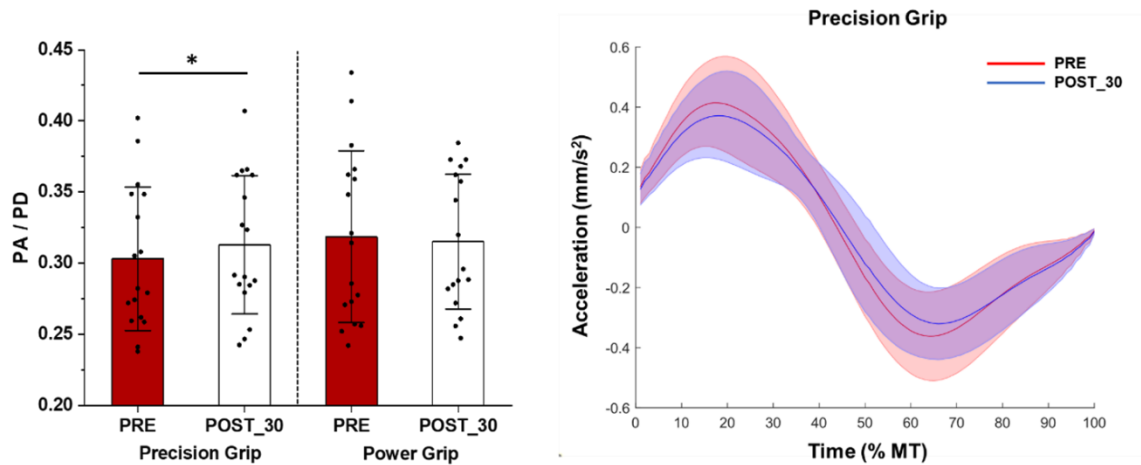 0.45
0.40
0.35
0.30
0.25
0.20
PA / PD
*
PRE
POST_30
PRE
POST_30
Precision Grip
Power Grip
Precision Grip
PRE
POST_30
0.6
0.4
0.2
0
-0.2
-0.4
-0.6
Acceleration (mm/s²)
0 10 20 30 40 50 60 70 80 90 100
Time (% MT)